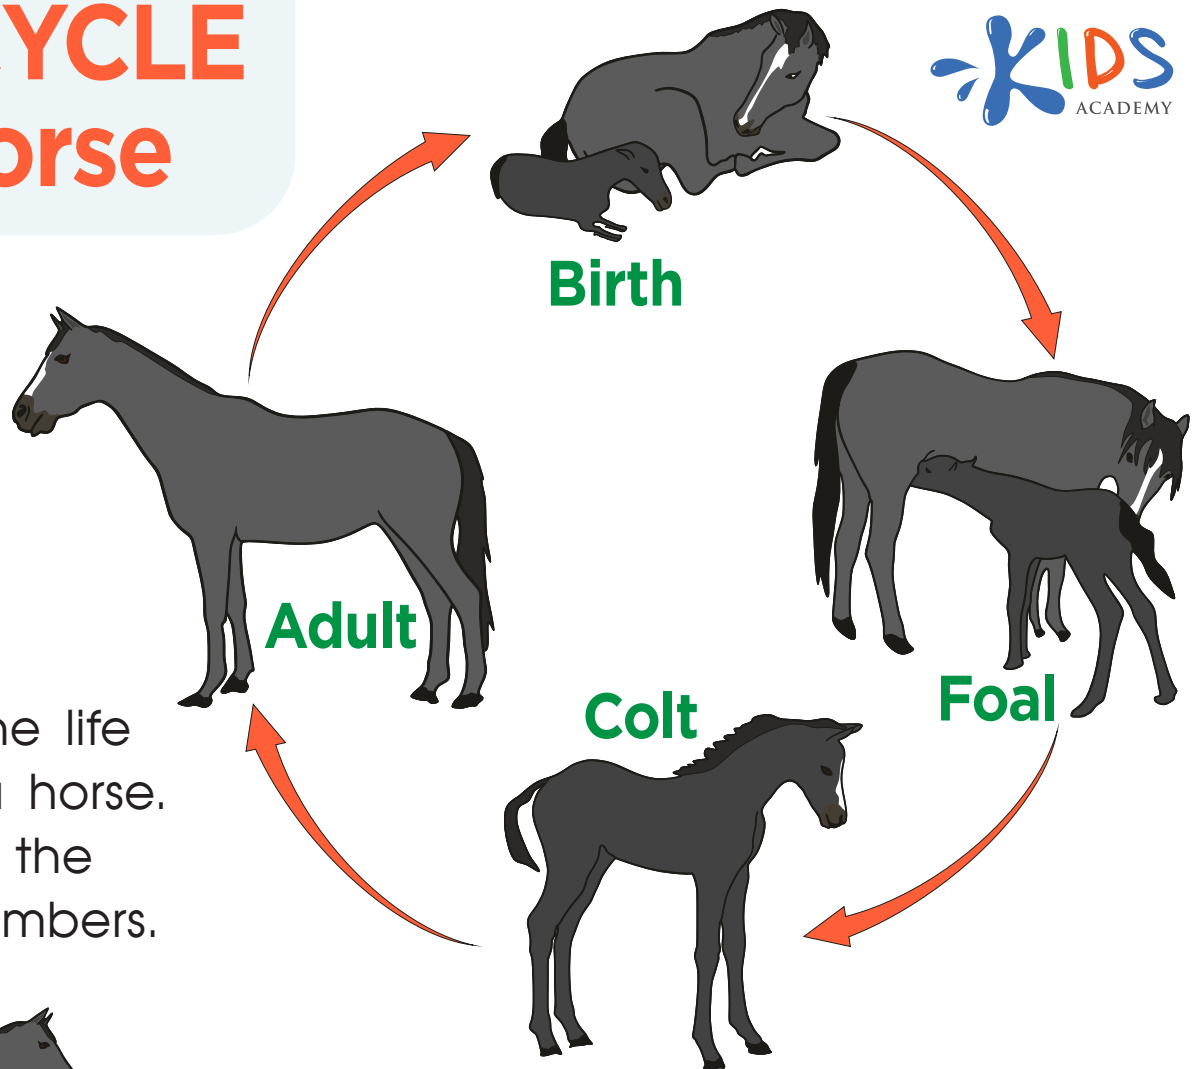 YCLE
orse
KIDS
ACADEMY
Birth
Adult
Foal
Colt
he life
horse.
the
mbers.